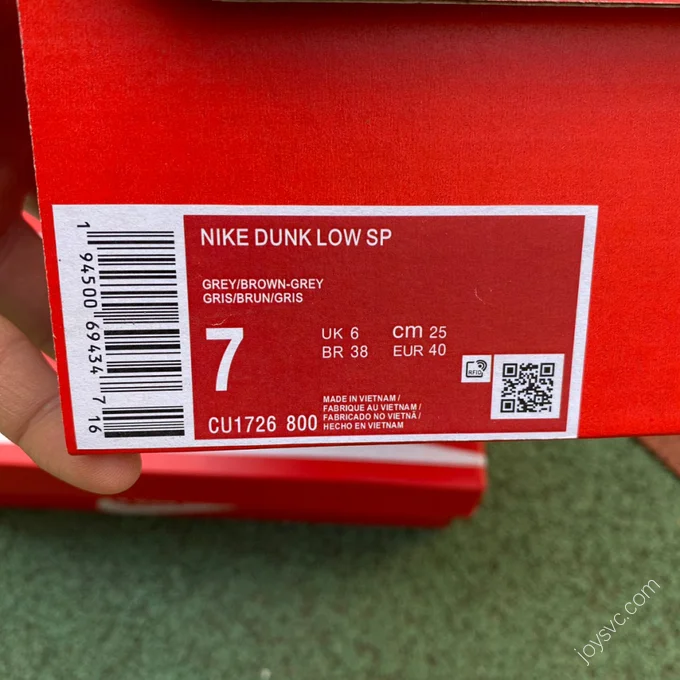 NIKE DUNK LOW SP
GREY/BROWN-GREY
GRIS/BRUN/GRIS
7
UK 6 cm 25
BR 38 EUR 40
RFID
CU1726 800
MADE IN VIETNAM /
FABRIQUE AU VIETNAM /
FABRICADO NO VIETNÃ /
HECHO EN VIETNAM
1 94500 69434 7 16
joysvc.com